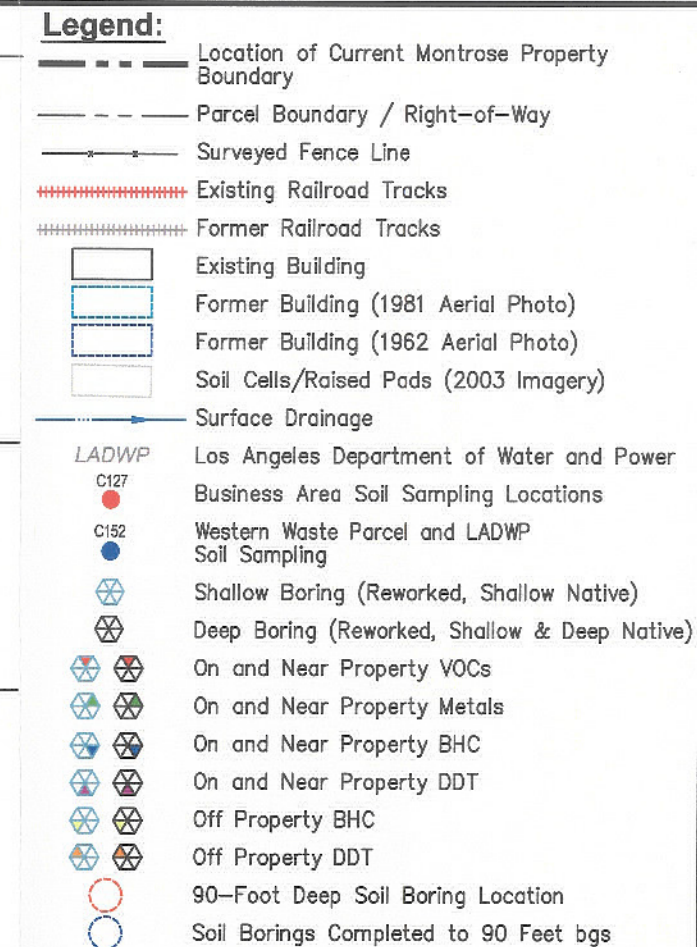 Legend:
Location of Current Montrose Property
Boundary
Parcel Boundary / Right-of-Way
Surveyed Fence Line
Existing Railroad Tracks
Former Railroad Tracks
Existing Building
Former Building (1981 Aerial Photo)
Former Building (1962 Aerial Photo)
Soil Cells/Raised Pads (2003 Imagery)
Surface Drainage
LADWP Los Angeles Department of Water and Power
C127
Business Area Soil Sampling Locations
C152
Western Waste Parcel and LADWP
Soil Sampling
Shallow Boring (Reworked, Shallow Native)
Deep Boring (Reworked, Shallow & Deep Native)
On and Near Property VOCs
On and Near Property Metals
On and Near Property BHC
On and Near Property DDT
Off Property BHC
Off Property DDT
90-Foot Deep Soil Boring Location
Soil Borings Completed to 90 Feet bgs